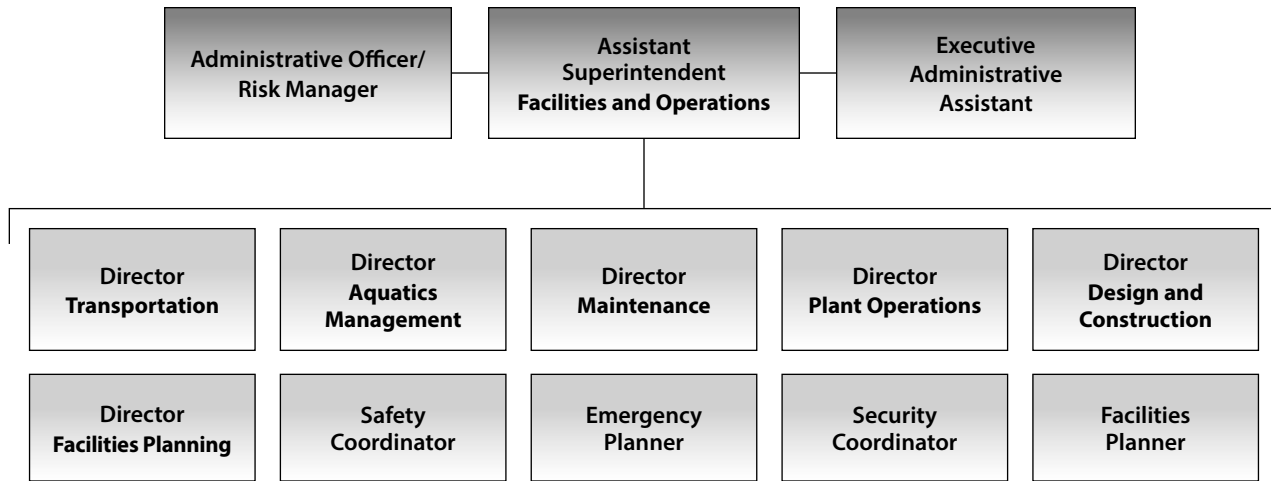 Administrative Officer/
Risk Manager
Assistant
Superintendent
Facilities and Operations
Executive
Administrative
Assistant
Director
Transportation
Director
Aquatics
Management
Director
Maintenance
Director
Plant Operations
Director
Design and
Construction
Director
Facilities Planning
Safety
Coordinator
Emergency
Planner
Security
Coordinator
Facilities
Planner